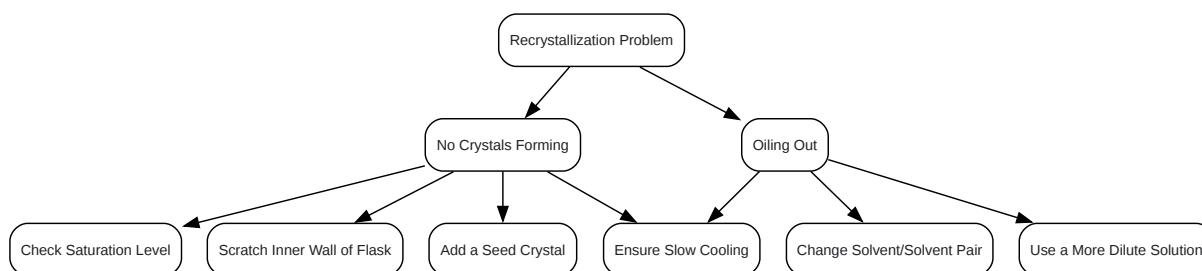 Recrystallization Problem
No Crystals Forming
Oiling Out
Check Saturation Level
Scratch Inner Wall of Flask
Add a Seed Crystal
Ensure Slow Cooling
Change Solvent/Solvent Pair
Use a More Dilute Solution